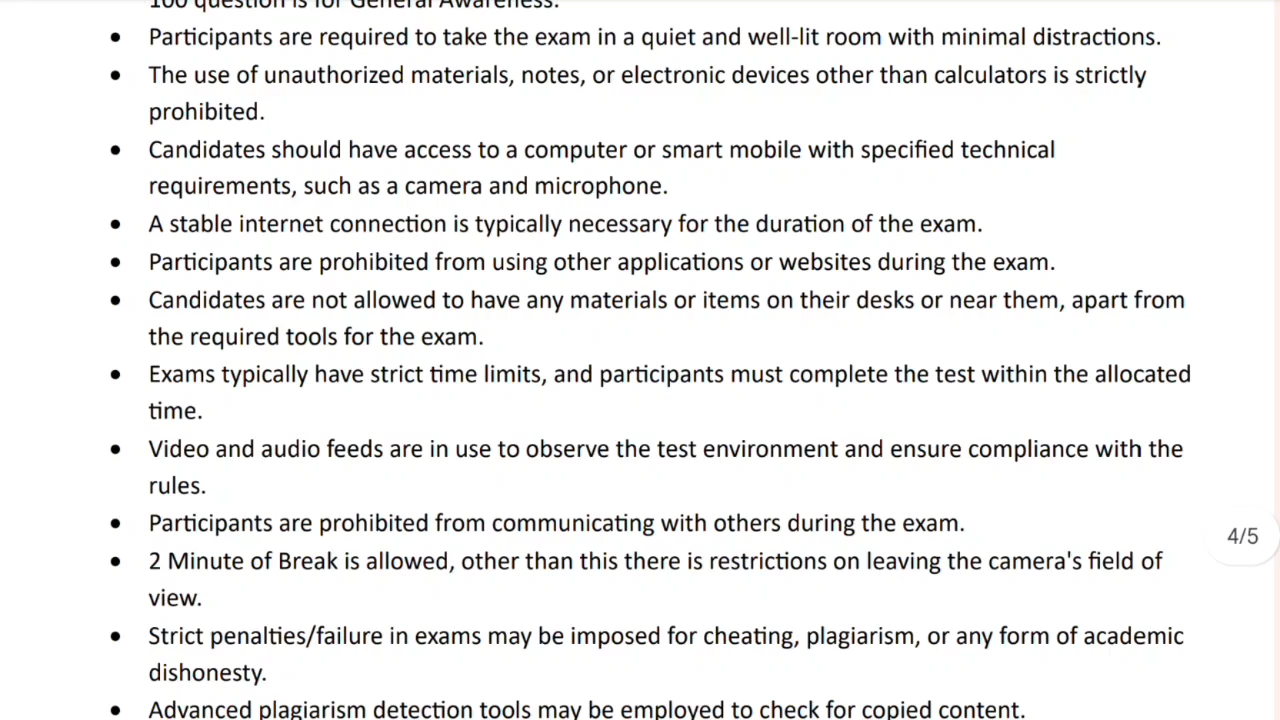 100 question is for General Awareness.
• Participants are required to take the exam in a quiet and well-lit room with minimal distractions.
• The use of unauthorized materials, notes, or electronic devices other than calculators is strictly
prohibited.
• Candidates should have access to a computer or smart mobile with specified technical
requirements, such as a camera and microphone.
• A stable internet connection is typically necessary for the duration of the exam.
• Participants are prohibited from using other applications or websites during the exam.
• Candidates are not allowed to have any materials or items on their desks or near them, apart from
the required tools for the exam.
• Exams typically have strict time limits, and participants must complete the test within the allocated
time.
• Video and audio feeds are in use to observe the test environment and ensure compliance with the
rules.
• Participants are prohibited from communicating with others during the exam.
4/5
• 2 Minute of Break is allowed, other than this there is restrictions on leaving the camera's field of
view.
• Strict penalties/failure in exams may be imposed for cheating, plagiarism, or any form of academic
dishonesty.
• Advanced plagiarism detection tools may be employed to check for copied content.